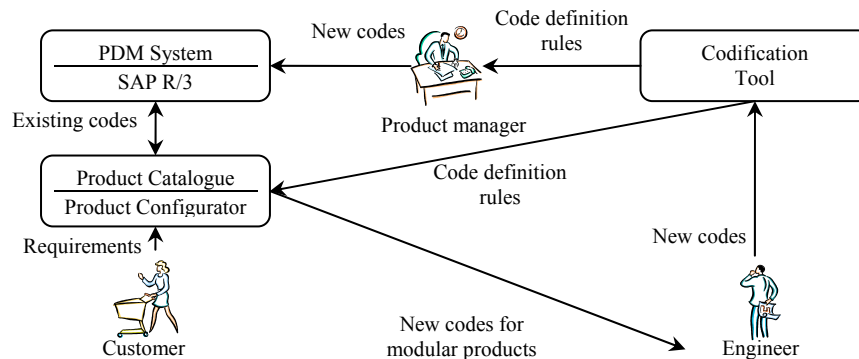 Code definition
rules
New codes
PDM System
SAP R/3
Codification
Tool
Existing codes
Product manager
Product Catalogue
Product Configurator
Code definition
rules
Requirements
New codes
New codes for
modular products
Customer
Engineer